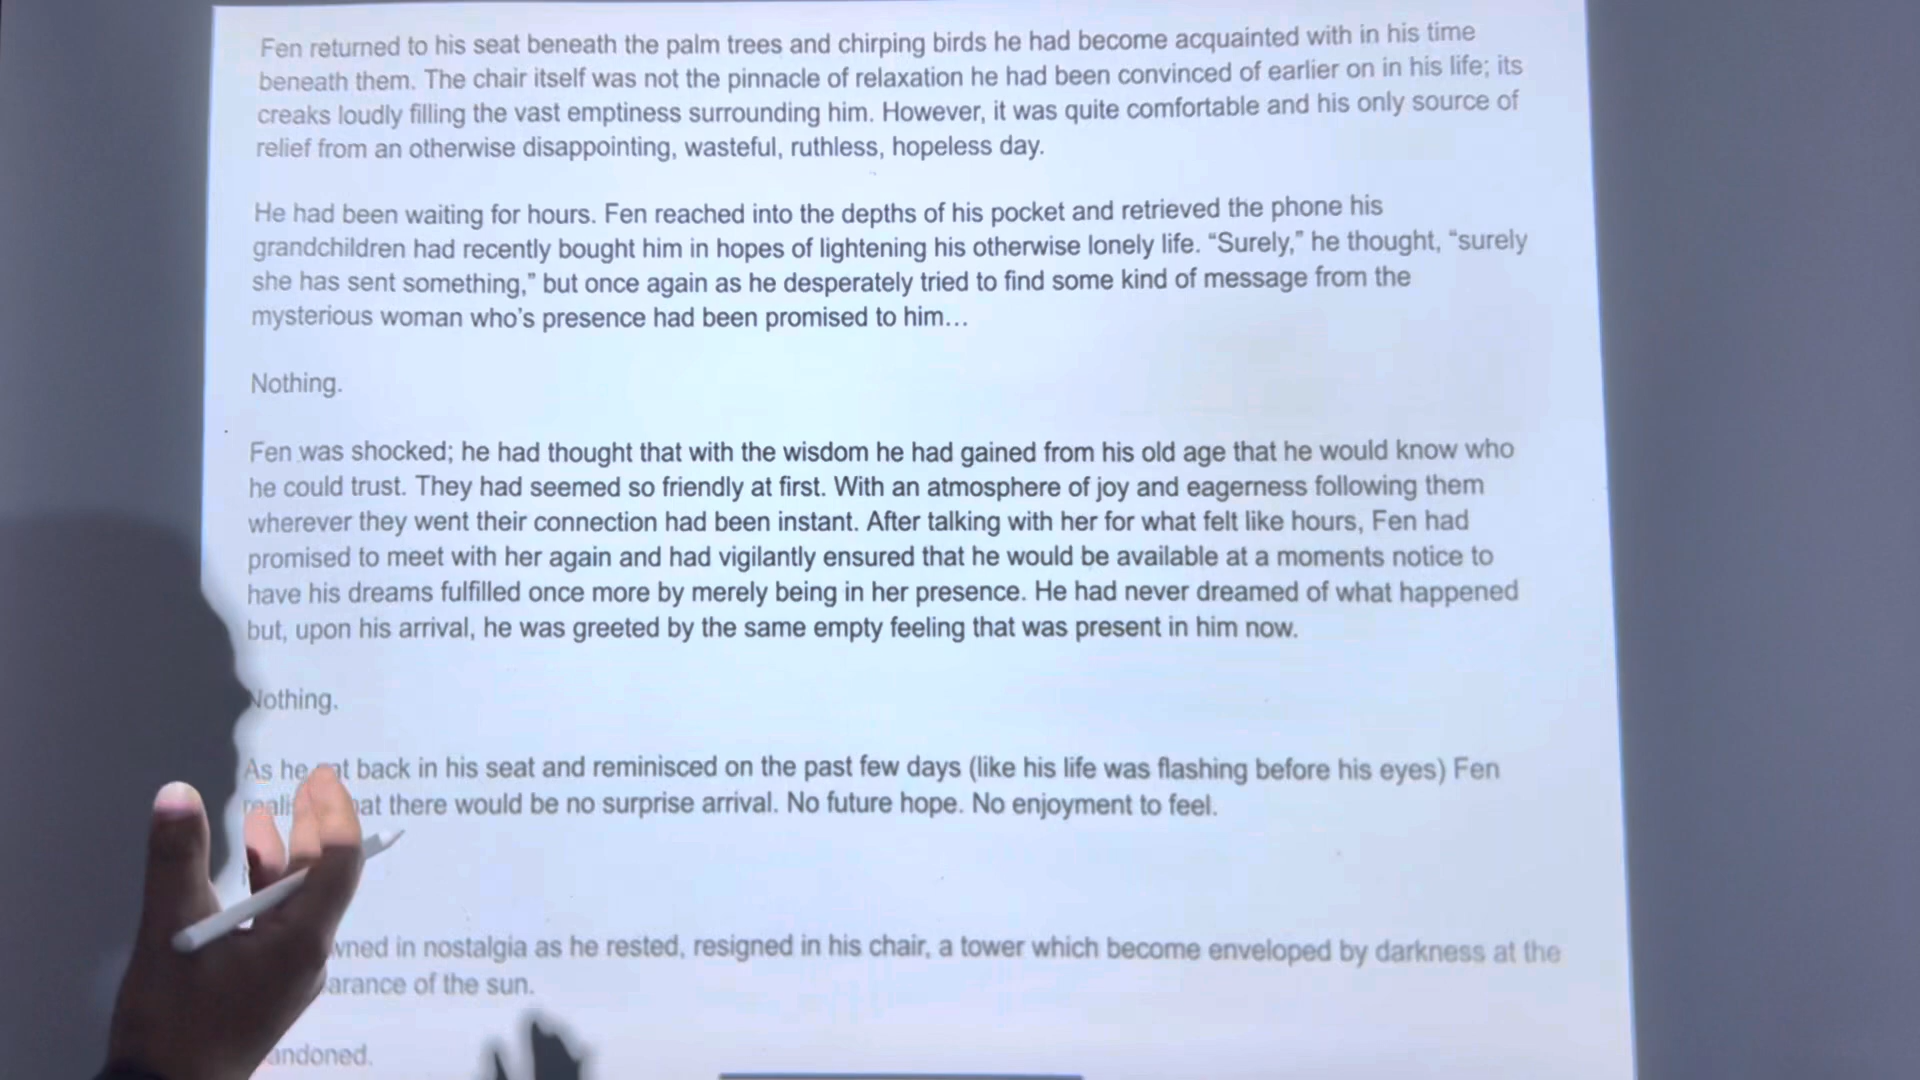 Fen returned to his seat beneath the palm trees and chirping birds he had become acquainted with in his time
beneath them. The chair itself was not the pinnacle of relaxation he had been convinced of earlier on in his life; its
creaks loudly filling the vast emptiness surrounding him. However, it was quite comfortable and his only source of
relief from an otherwise disappointing, wasteful, ruthless, hopeless day.
He had been waiting for hours. Fen reached into the depths of his pocket and retrieved the phone his
grandchildren had recently bought him in hopes of lightening his otherwise lonely life. “Surely,” he thought, “surely
she has sent something,” but once again as he desperately tried to find some kind of message from the
mysterious woman who’s presence had been promised to him…
Nothing.
Fen was shocked; he had thought that with the wisdom he had gained from his old age that he would know who
he could trust. They had seemed so friendly at first. With an atmosphere of joy and eagerness following them
wherever they went their connection had been instant. After talking with her for what felt like hours, Fen had
promised to meet with her again and had vigilantly ensured that he would be available at a moments notice to
have his dreams fulfilled once more by merely being in her presence. He had never dreamed of what happened
but, upon his arrival, he was greeted by the same empty feeling that was present in him now.
Nothing.
As he back in his seat and reminisced on the past few days (like his life was flashing before his eyes) Fen
there would be no surprise arrival. No future hope. No enjoyment to feel.
in nostalgia as he rested, resigned in his chair, a tower which become enveloped by darkness at the
of the sun.